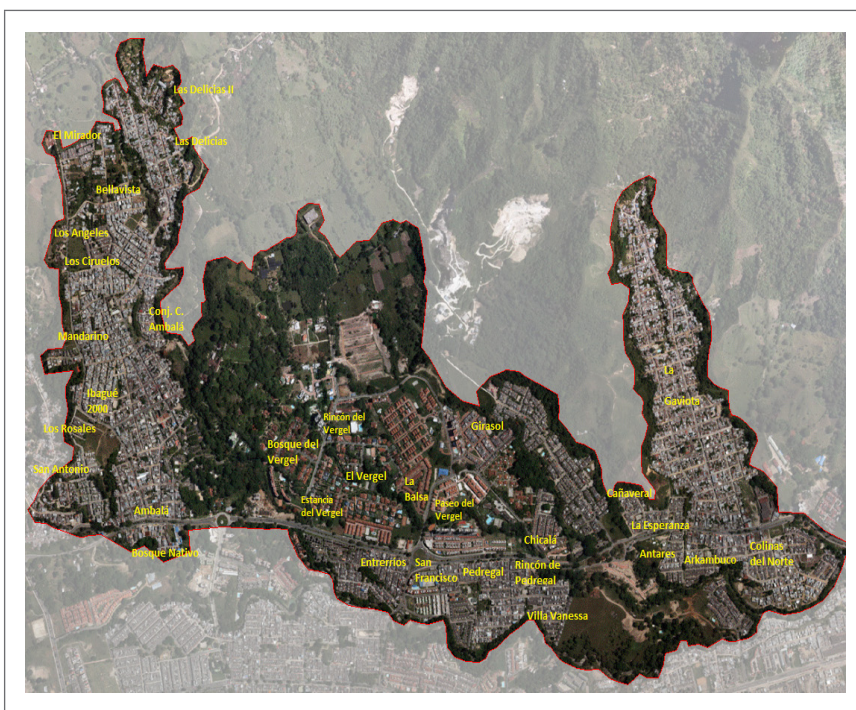 Las Delicias II
El Mirador
Las Delicias
Bellavista
Los Angeles
Los Ciruelos
Conj. C.
Ambalá
Mandarino
La
Gaviota
Ibagué
2000
Rincón del
Vergel
Girasol
Los Rosales
Bosque del
Vergel
San Antonio
El Vergel
La
Balsa
Cañaveral
Estancia
del Vergel
Paseo del
Vergel
Ambalá
La Esperanza
Chicalá
Bosque Nativo
Antares
Arkambuco
Colinas
del Norte
Entrerrios
San
Francisco
Pedregal
Rincón de
Pedregal
Villa Vanessa